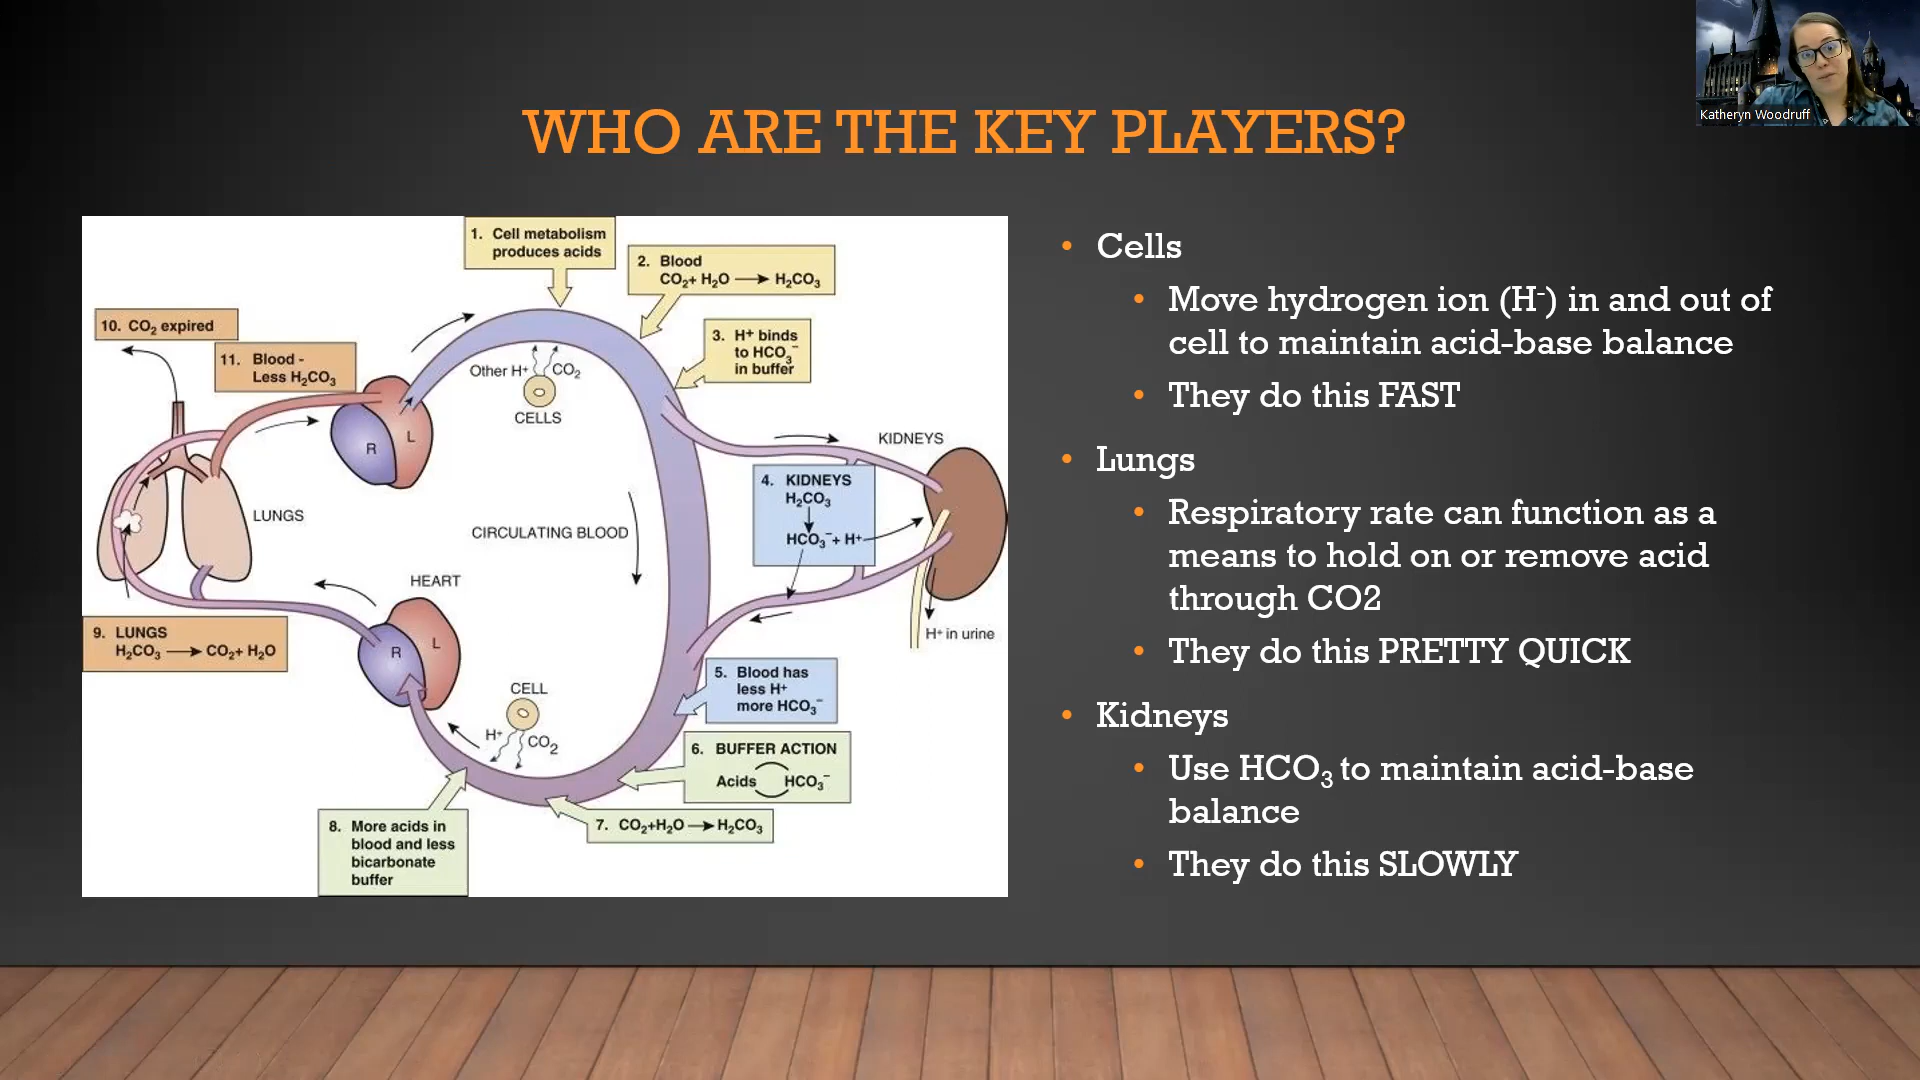 Katheryn Woodruff
WHO ARE THE KEY PLAYERS?
1. Cell metabolism
produces acids
2. Blood
CO₂+ H₂O → H₂CO₃
3. H⁺ binds
to HCO₃⁻
in buffer
10. CO₂ expired
11. Blood -
Less H₂CO₃
Other H⁺
CO₂
CELLS
R
L
KIDNEYS
4. KIDNEYS
H₂CO₃
↓
HCO₃⁻+ H⁺
LUNGS
CIRCULATING BLOOD
HEART
H⁺ in urine
9. LUNGS
H₂CO₃ → CO₂+ H₂O
R
L
5. Blood has
less H⁺
more HCO₃⁻
CELL
H⁺
CO₂
6. BUFFER ACTION
Acids HCO₃⁻
7. CO₂+H₂O → H₂CO₃
8. More acids in
blood and less
bicarbonate
buffer
• Cells
• Move hydrogen ion (H⁻) in and out of
cell to maintain acid-base balance
• They do this FAST
• Lungs
• Respiratory rate can function as a
means to hold on or remove acid
through CO2
• They do this PRETTY QUICK
• Kidneys
• Use HCO₃ to maintain acid-base
balance
• They do this SLOWLY